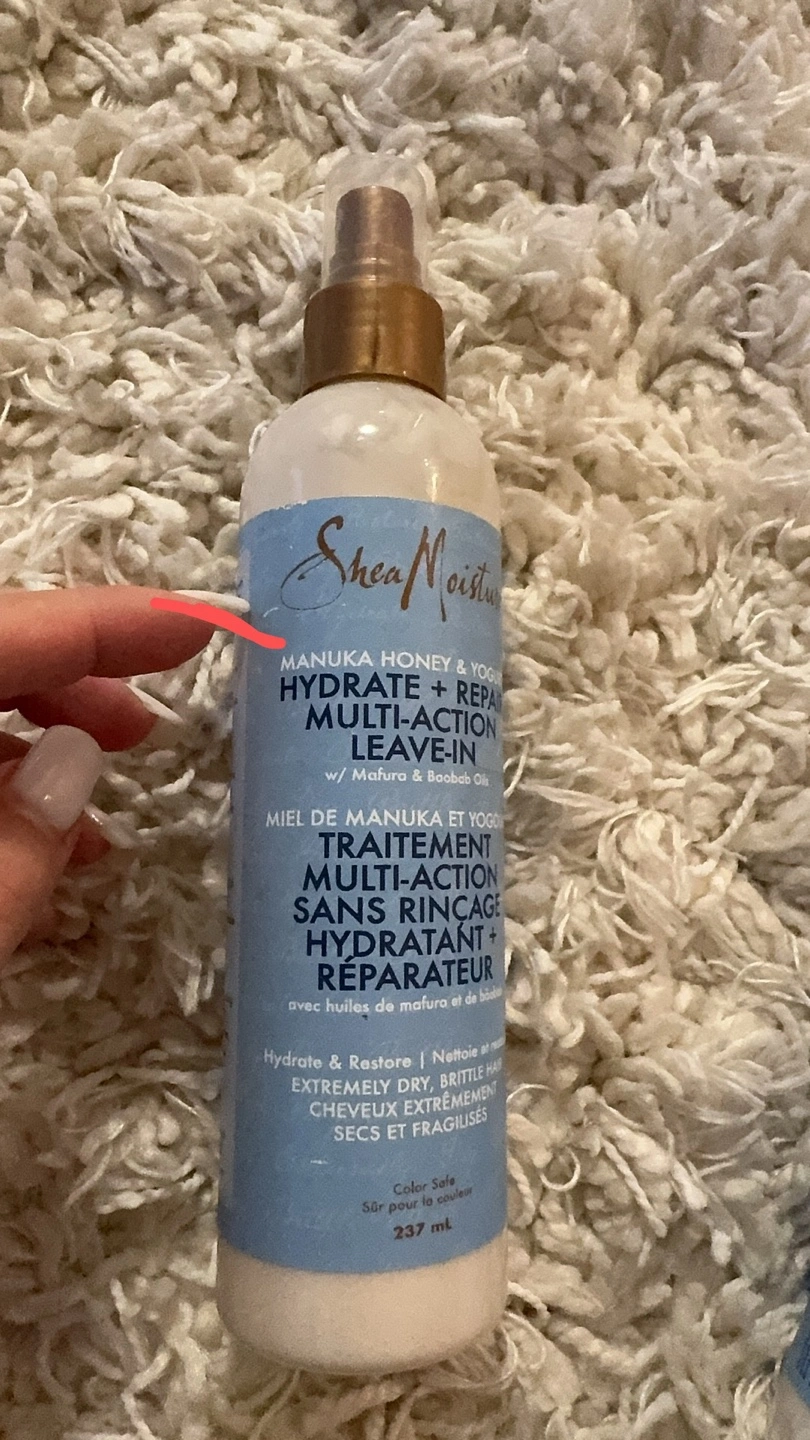 SheaMoistu
MANUKA HONEY & YOGU
HYDRATE + REPAI
MULTI-ACTION
LEAVE-IN
w/ Mafura & Baobab Oils
MIEL DE MANUKA ET YOGO
TRAITEMENT
MULTI-ACTION
SANS RINÇAGE
HYDRATANT +
RÉPARATEUR
avec huiles de mafura et de baoba
Hydrate & Restore | Nettoie et re
EXTREMELY DRY, BRITTLE HAI
CHEVEUX EXTRÊMEMENT
SECS ET FRAGILISÉS
Color Safe
Sûr pour la couleur
237 mL